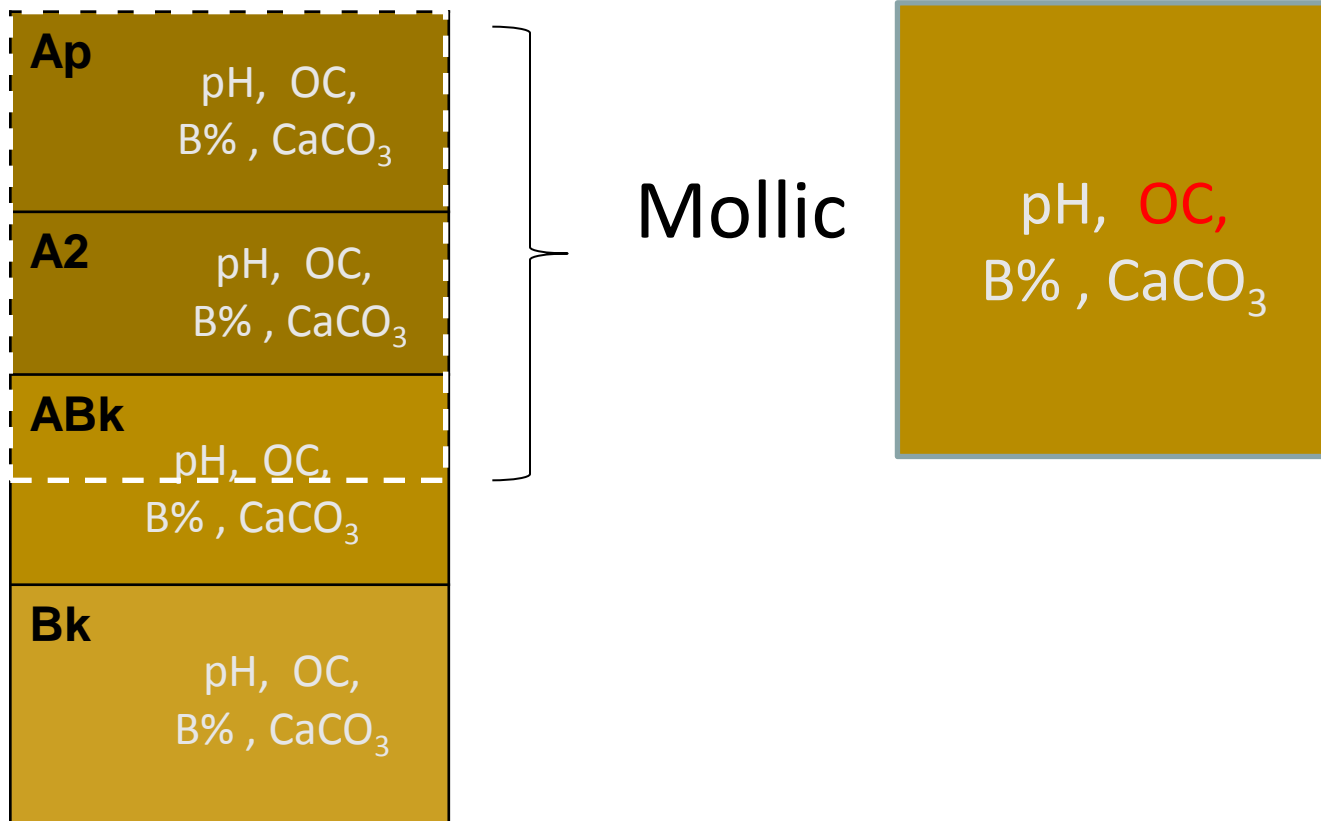 Ap
pH, OC,
B% , CaCO₃
A2
pH, OC,
B% , CaCO₃
ABk
pH, OC,
B% , CaCO₃
Bk
pH, OC,
B% , CaCO₃
Mollic
pH, OC,
B% , CaCO₃